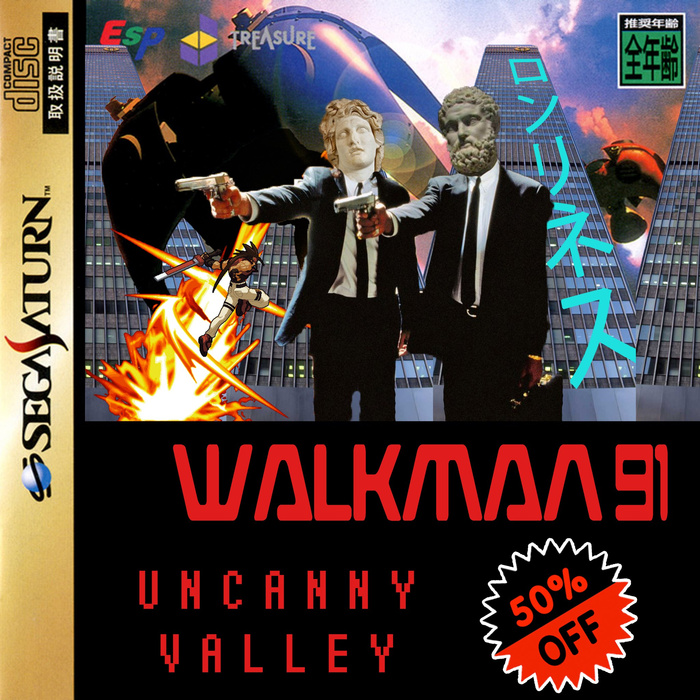 COMPACT
disc
取扱説明書
SEGA SATURN™
ESP
TREASURE
推奨年齢
全年齢
ロンリネス
WALKMAN 91
UNCANNY
VALLEY
50%
OFF